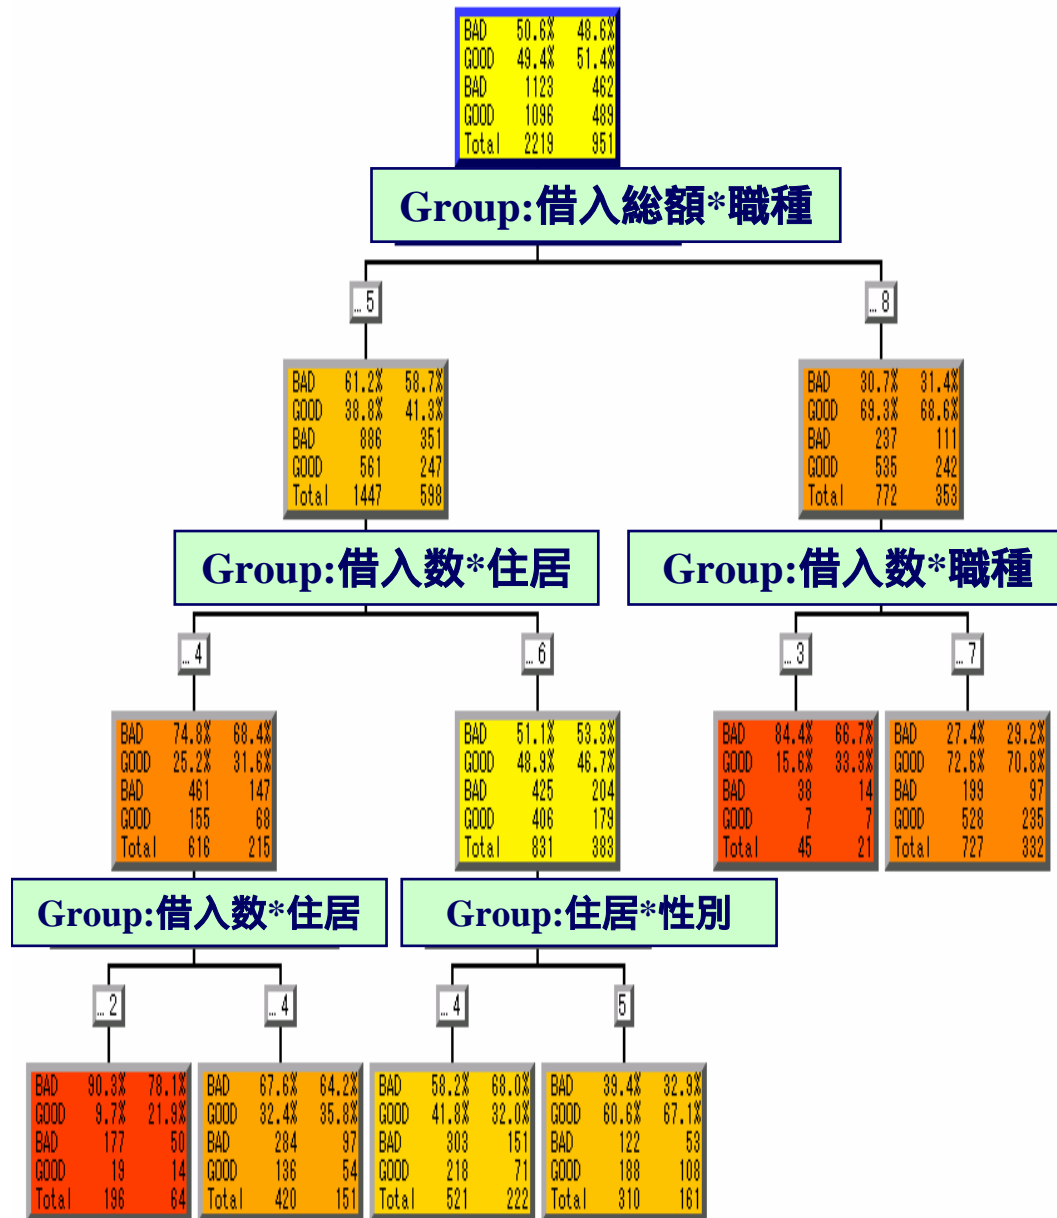 BAD 50.6% 48.6%
GOOD 49.4% 51.4%
BAD 1123 462
GOOD 1096 489
Total 2219 951
Group:借入総額*職種
... 5
... 8
BAD 61.2% 58.7%
GOOD 38.8% 41.3%
BAD 886 351
GOOD 561 247
Total 1447 598
BAD 30.7% 31.4%
GOOD 69.3% 68.6%
BAD 237 111
GOOD 535 242
Total 772 353
Group:借入数*住居
Group:借入数*職種
... 4
... 6
... 3
... 7
BAD 74.8% 68.4%
GOOD 25.2% 31.6%
BAD 461 147
GOOD 155 68
Total 616 215
BAD 51.1% 53.3%
GOOD 48.9% 46.7%
BAD 425 204
GOOD 406 179
Total 831 383
BAD 84.4% 66.7%
GOOD 15.6% 33.3%
BAD 38 14
GOOD 7 7
Total 45 21
BAD 27.4% 29.2%
GOOD 72.6% 70.8%
BAD 199 97
GOOD 528 235
Total 727 332
Group:借入数*住居
Group:住居*性別
... 2
... 4
... 4
5
BAD 90.3% 78.1%
GOOD 9.7% 21.9%
BAD 177 50
GOOD 19 14
Total 196 64
BAD 67.6% 64.2%
GOOD 32.4% 35.8%
BAD 284 97
GOOD 136 54
Total 420 151
BAD 58.2% 68.0%
GOOD 41.8% 32.0%
BAD 303 151
GOOD 218 71
Total 521 222
BAD 39.4% 32.9%
GOOD 60.6% 67.1%
BAD 122 53
GOOD 188 108
Total 310 161